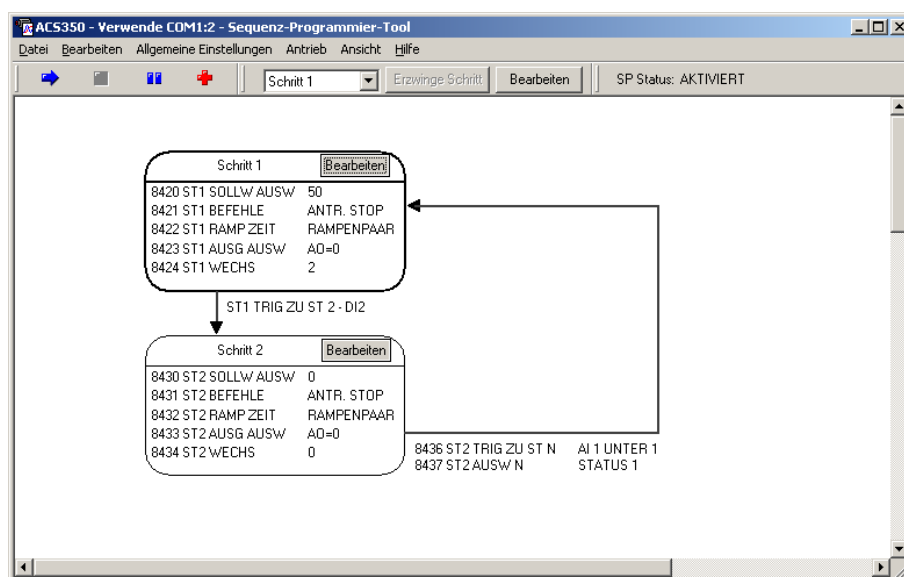 ACS350 - Verwende COM1:2 - Sequenz-Programmier-Tool
Datei Bearbeiten Allgemeine Einstellungen Antrieb Ansicht Hilfe
Schritt 1 Erzwinge Schritt Bearbeiten SP Status: AKTIVIERT
Schritt 1 Bearbeiten
8420 ST1 SOLLW AUSW 50
8421 ST1 BEFEHLE ANTR. STOP
8422 ST1 RAMP ZEIT RAMPENPAAR
8423 ST1 AUSG AUSW AO=0
8424 ST1 WECHS 2
ST1 TRIG ZU ST 2 - DI2
Schritt 2 Bearbeiten
8430 ST2 SOLLW AUSW 0
8431 ST2 BEFEHLE ANTR. STOP
8432 ST2 RAMP ZEIT RAMPENPAAR
8433 ST2 AUSG AUSW AO=0
8434 ST2 WECHS 0
8436 ST2 TRIG ZU ST N AI 1 UNTER 1
8437 ST2 AUSW N STATUS 1